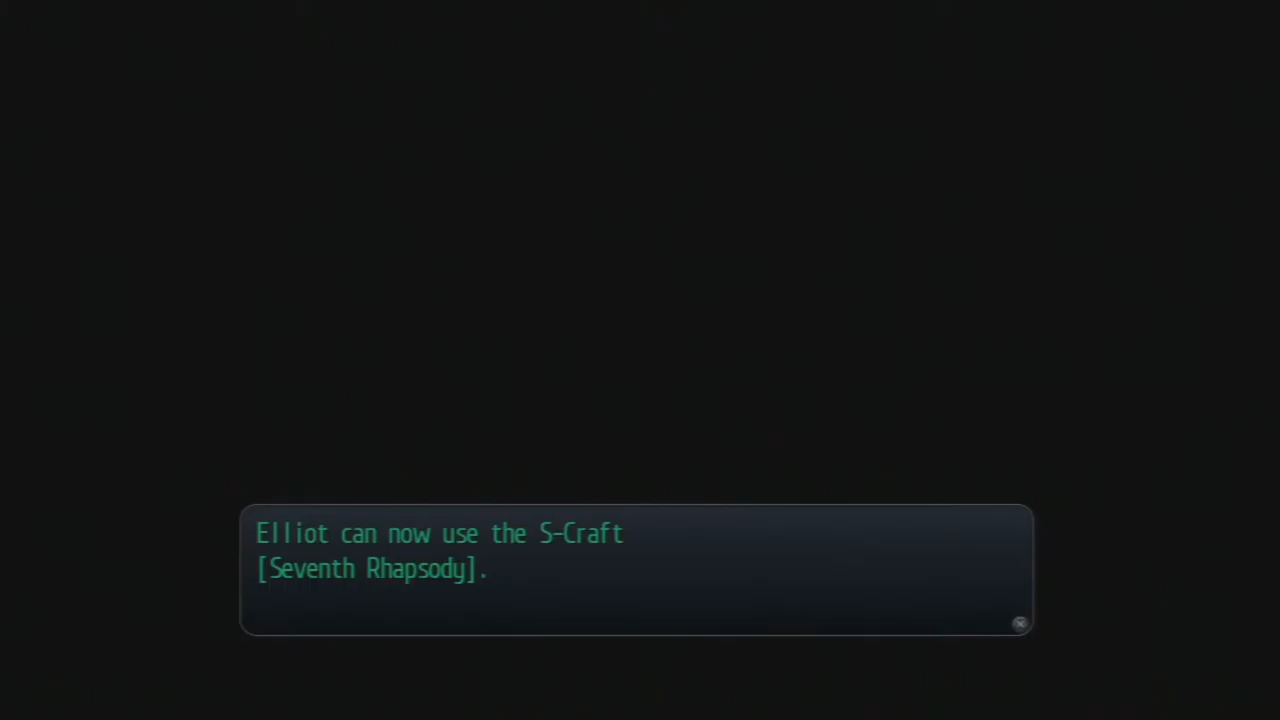 Elliot can now use the S-Craft
[Seventh Rhapsody].